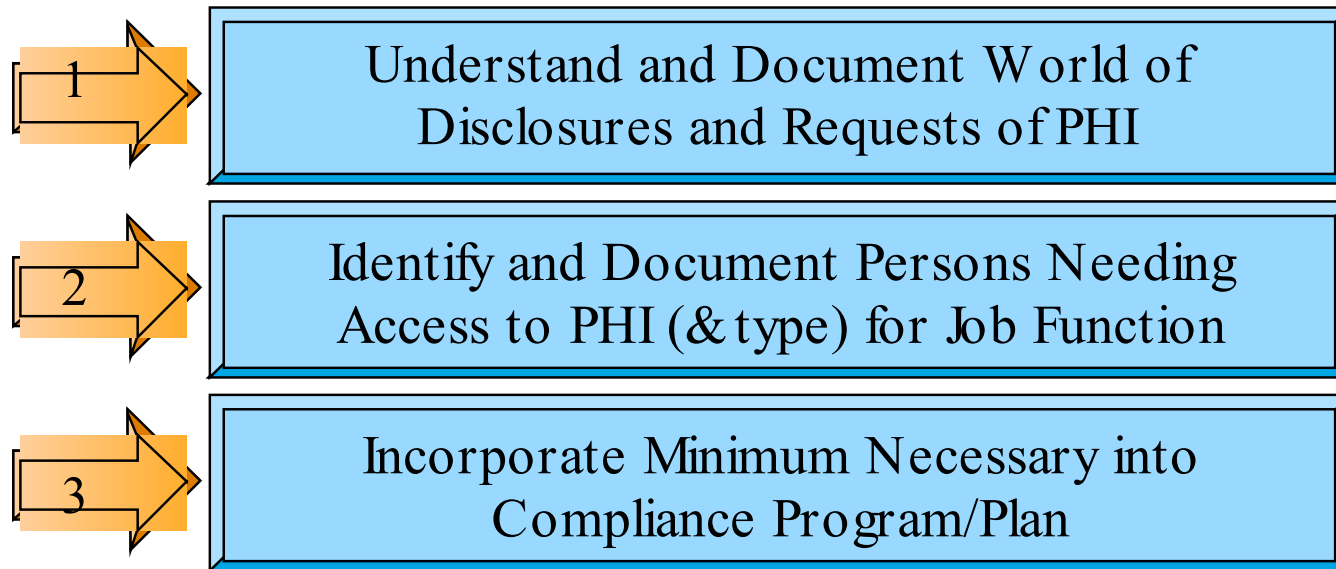 1
Understand and Document World of
Disclosures and Requests of PHI
2
Identify and Document Persons Needing
Access to PHI (& type) for Job Function
3
Incorporate Minimum Necessary into
Compliance Program/Plan